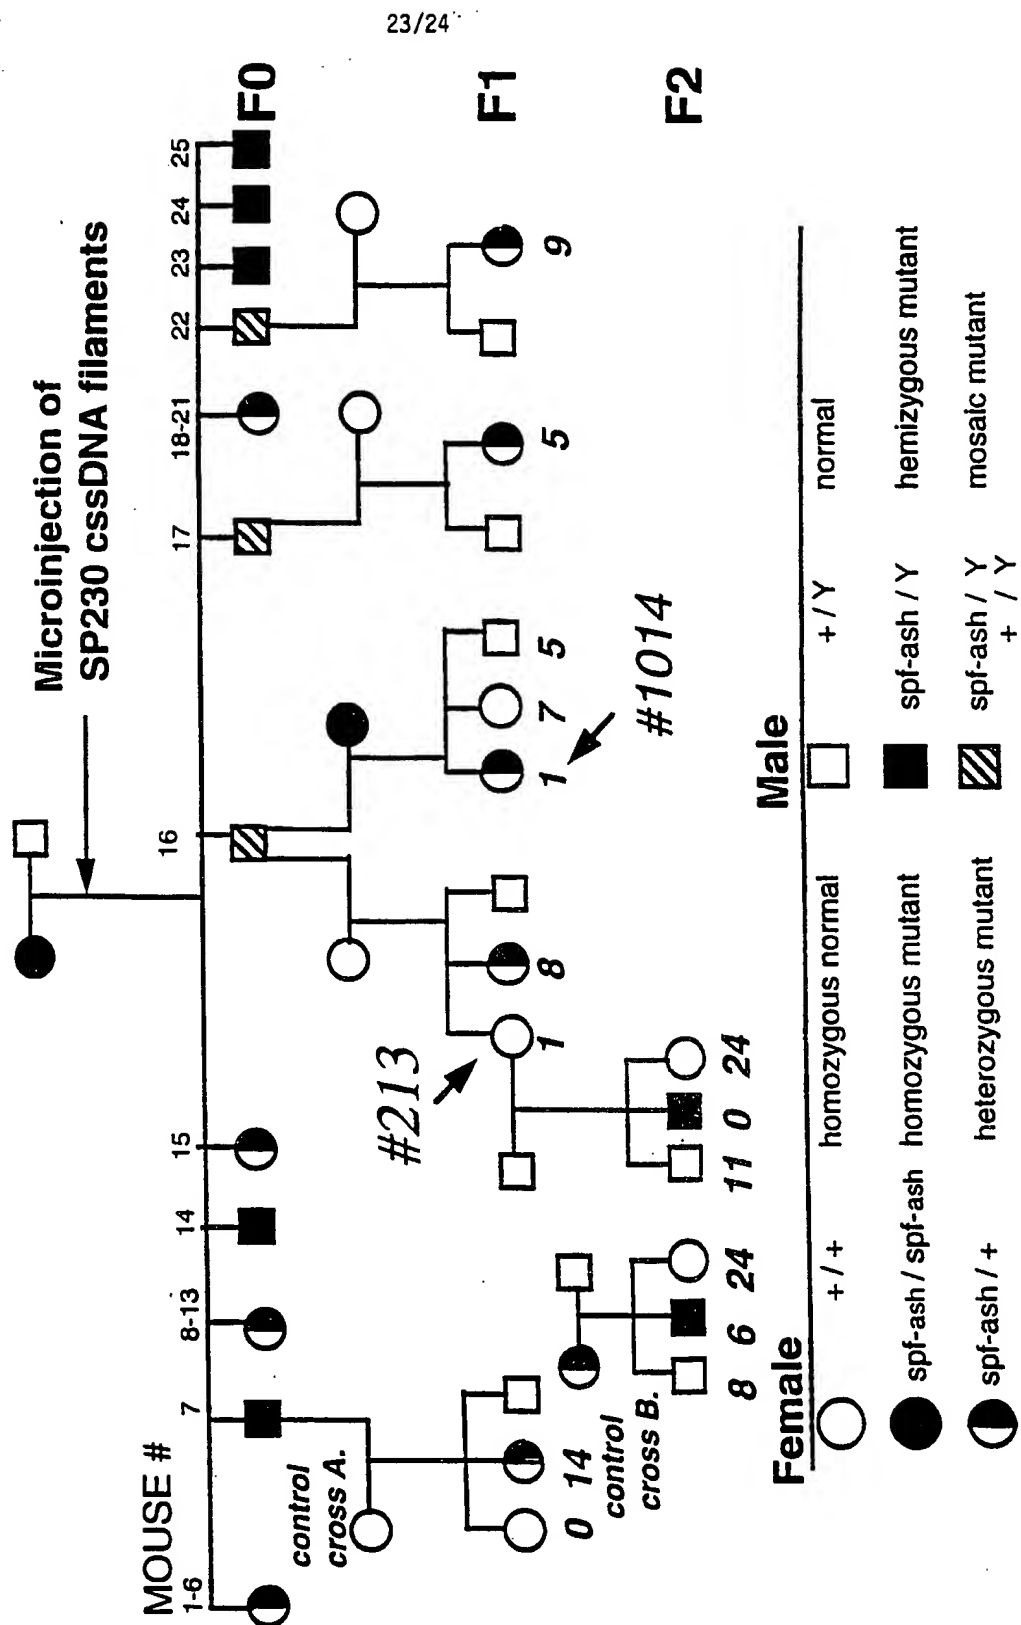 23/24
Microinjection of
SP230 cssDNA filaments
MOUSE #
1-6
7
8-13
14
15
16
17
18-21
22
23
24
25
F0
control
cross A.
#213
#1014
F1
0
14
1
8
1
7
5
5
9
control
cross B.
F2
8
6
24
11
0
24
Female
Male
+ / +
homozygous normal
+ / Y
normal
spf-ash / spf-ash
homozygous mutant
spf-ash / Y
hemizygous mutant
spf-ash / +
heterozygous mutant
spf-ash / Y
+ / Y
mosaic mutant